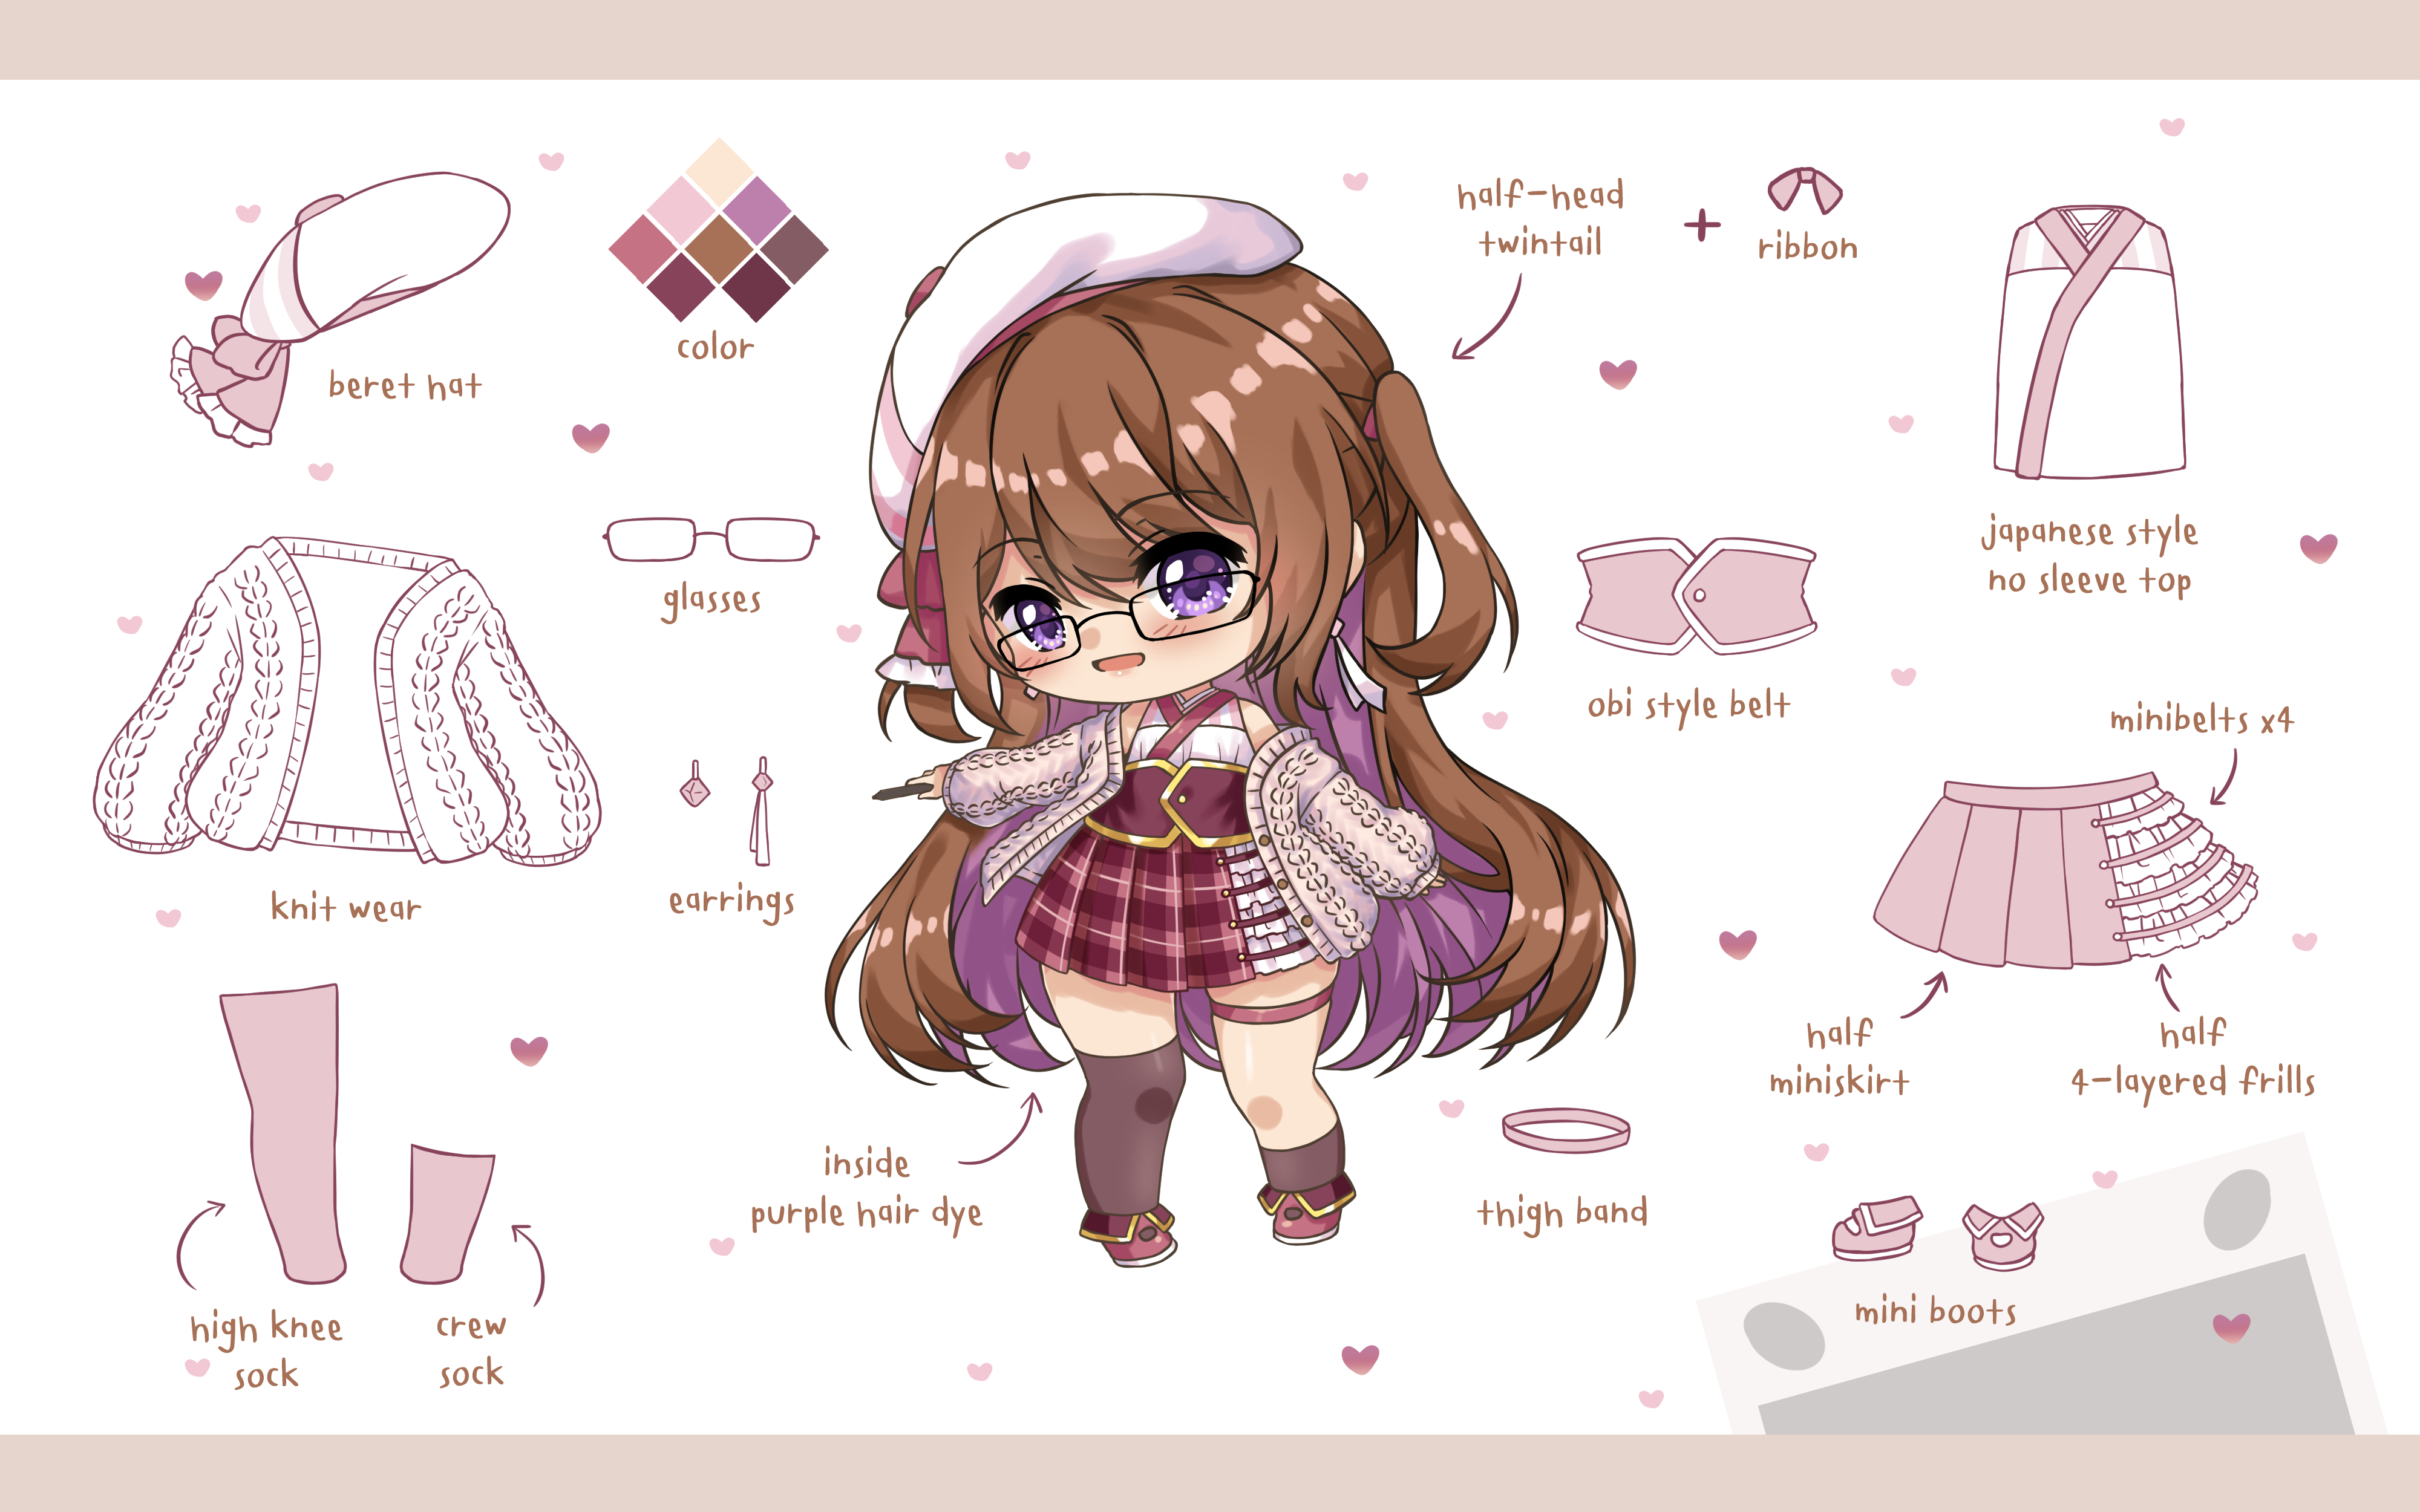 beret hat
color
half-head
twintail
+
ribbon
japanese style
no sleeve top
glasses
obi style belt
knit wear
earrings
minibelts x4
half
miniskirt
half
4-layered frills
high knee
sock
crew
sock
inside
purple hair dye
thigh band
mini boots